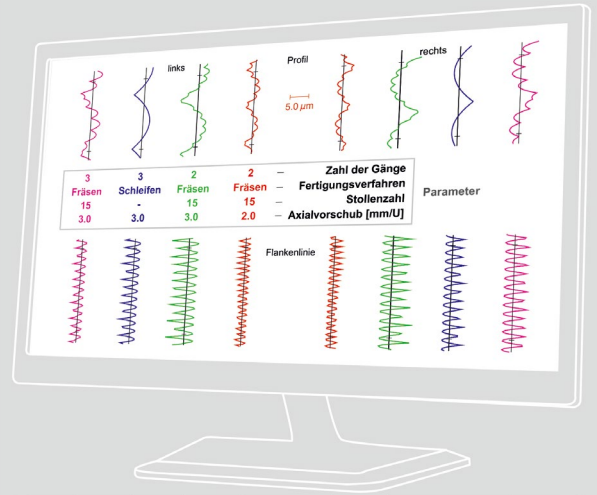 links Profil rechts
5.0 µm
3 3 2 2 – Zahl der Gänge
Fräsen Schleifen Fräsen Fräsen – Fertigungsverfahren
15 - 15 15 – Stollenzahl
3.0 3.0 3.0 2.0 – Axialvorschub [mm/U]
Parameter
Flankenlinie